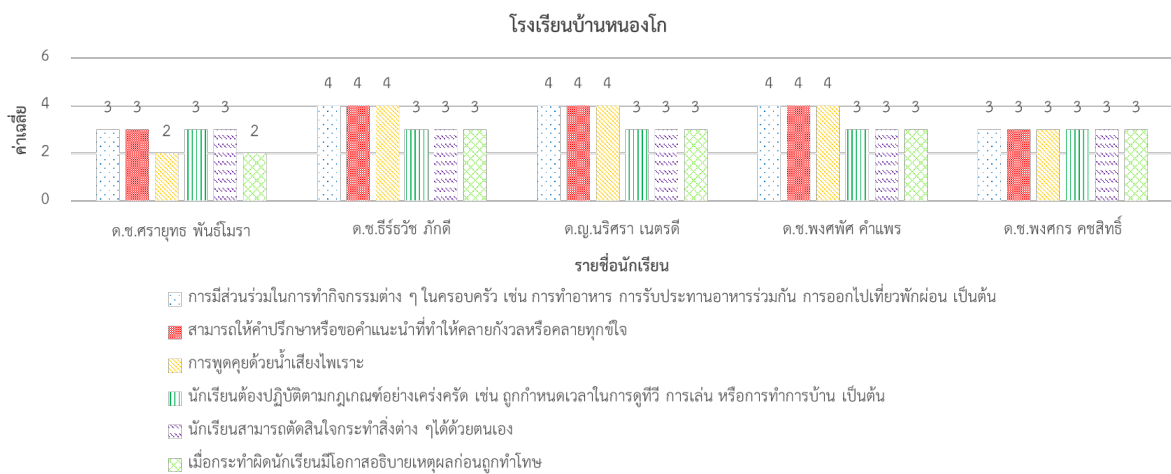 โรงเรียนบ้านหนองโก
6
4
2
0
ค่าเฉลี่ย
3 3 2 3 3 2
4 4 4 3 3 3
4 4 4 3 3 3
4 4 4 3 3 3
3 3 3 3 3 3
ด.ช.ศรายุทธ พันธ์โมรา
ด.ช.ธีร์ธวัช ภักดี
ด.ญ.นริศรา เนตรดี
ด.ช.พงศพัศ คำแพร
ด.ช.พงศกร คชสิทธิ์
รายชื่อนักเรียน
การมีส่วนร่วมในการทำกิจกรรมต่าง ๆ ในครอบครัว เช่น การทำอาหาร การรับประทานอาหารร่วมกัน การออกไปเที่ยวพักผ่อน เป็นต้น
สามารถให้คำปรึกษาหรือขอคำแนะนำที่ทำให้คลายกังวลหรือคลายทุกข์ใจ
การพูดคุยด้วยน้ำเสียงไพเราะ
นักเรียนต้องปฏิบัติตามกฎเกณฑ์อย่างเคร่งครัด เช่น ถูกกำหนดเวลาในการดูทีวี การเล่น หรือการทำการบ้าน เป็นต้น
นักเรียนสามารถตัดสินใจกระทำสิ่งต่าง ๆได้ด้วยตนเอง
เมื่อกระทำผิดนักเรียนมีโอกาสอธิบายเหตุผลก่อนถูกทำโทษ